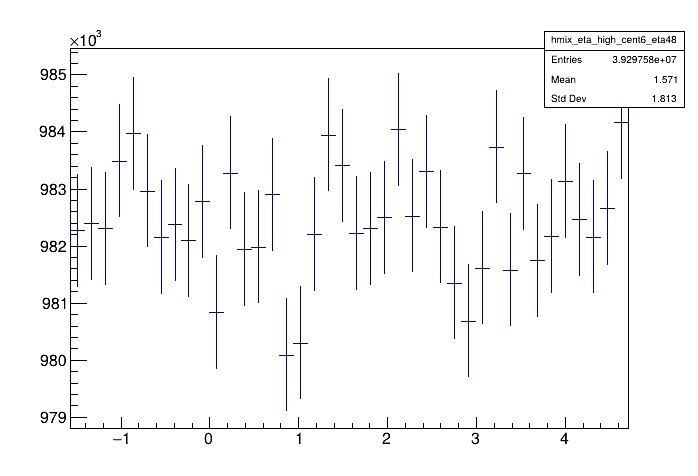 ×10³
hmix_eta_high_cent6_eta48
Entries 3.929758e+07
Mean 1.571
Std Dev 1.813
985
984
983
982
981
980
979
−1 0 1 2 3 4